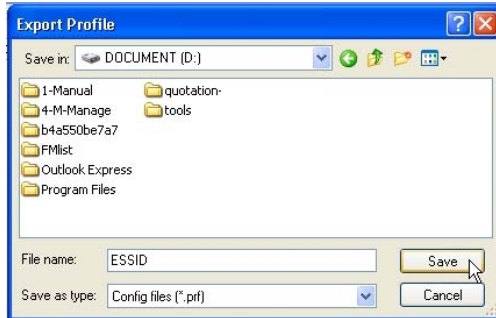 Export Profile
Save in: DOCUMENT (D:)
1-Manual quotation-
4-M-Manage tools
b4a550be7a7
FMlist
Outlook Express
Program Files
File name: ESSID Save
Save as type: Config files (*.prf) Cancel